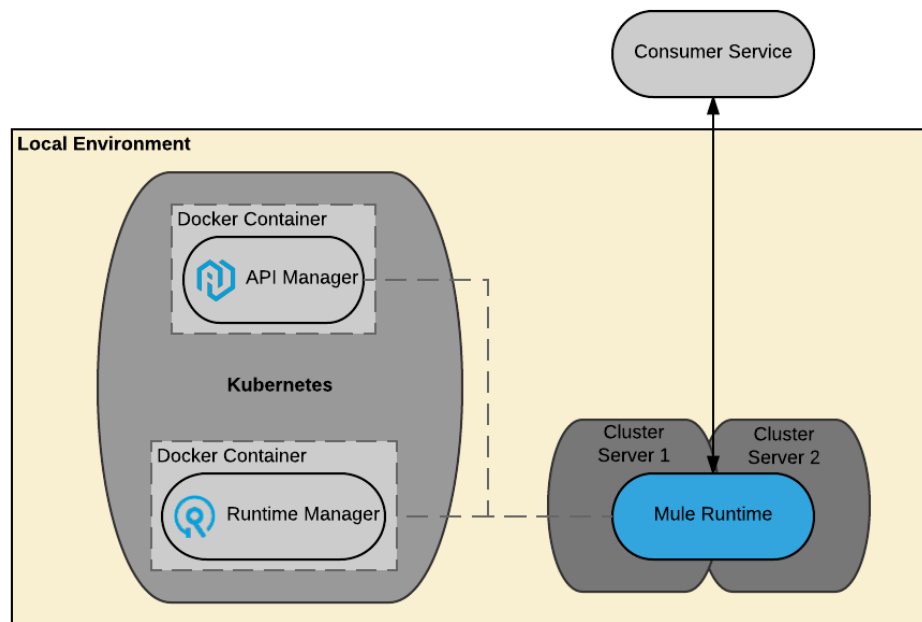 Consumer Service
Local Environment
Docker Container
API Manager
Kubernetes
Docker Container
Runtime Manager
Cluster
Server 1
Cluster
Server 2
Mule Runtime